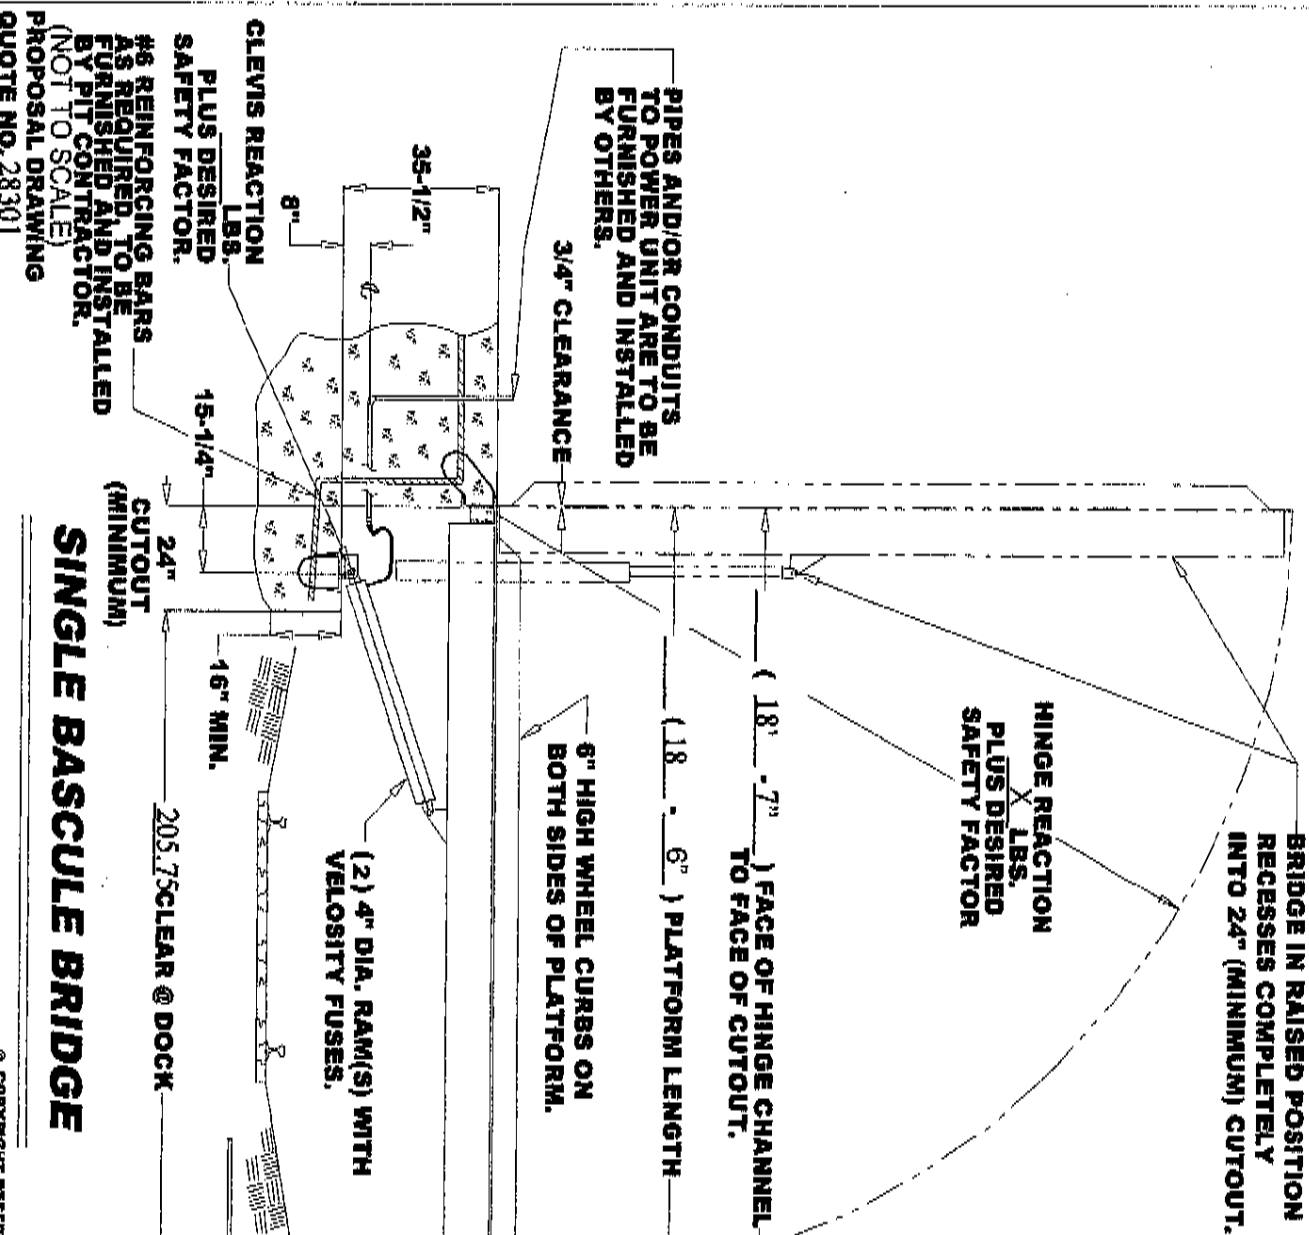 BRIDGE IN RAISED POSITION
RECESSES COMPLETELY
INTO 24" (MINIMUM) CUTOUT.
HINGE REACTION
X LBS.
PLUS DESIRED
SAFETY FACTOR
PIPES AND/OR CONDUITS
TO POWER UNIT ARE TO BE
FURNISHED AND INSTALLED
BY OTHERS.
3/4" CLEARANCE
( 18' - 7" ) FACE OF HINGE CHANNEL
TO FACE OF CUTOUT.
( 18 - 6" ) PLATFORM LENGTH
6" HIGH WHEEL CURBS ON
BOTH SIDES OF PLATFORM.
35-1/2"
(2) 4" DIA. RAM(S) WITH
VELOSITY FUSES.
8"
CLEVIS REACTION
LBS.
PLUS DESIRED
SAFETY FACTOR.
16" MIN.
15-1/4"
24"
CUTOUT
(MINIMUM)
205.75 CLEAR @ DOCK
#6 REINFORCING BARS
AS REQUIRED, TO BE
FURNISHED AND INSTALLED
BY PIT CONTRACTOR.
(NOT TO SCALE)
SINGLE BASCULE BRIDGE
PROPOSAL DRAWING
QUOTE NO. 28301